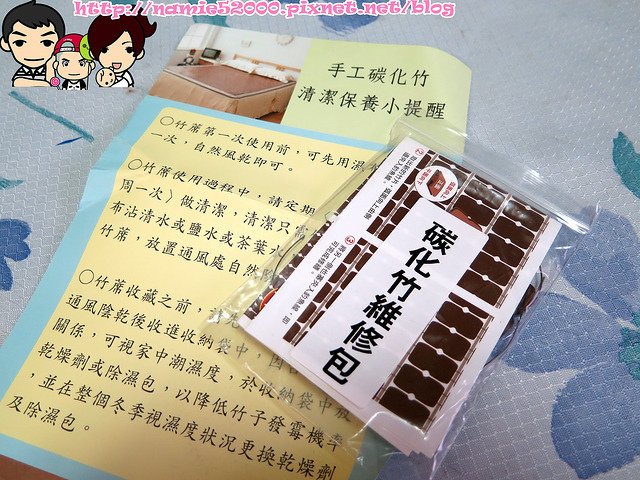 http://namie52000.pixnet.net/blog
手工碳化竹
清潔保養小提醒
○竹蓆第一次使用前，可先用濕
一次，自然風乾即可。
○竹蓆使用過程中，請定期
周一次〉做清潔，清潔只需
布沾清水或鹽水或茶葉水
竹蓆，放置通風處自然
○竹蓆收藏之前，
通風陰乾後收進收納袋中，因
關係，可視家中潮濕度，於收納袋中放
乾燥劑或除濕包，以降低竹子發霉機率
，並在整個冬季視濕度狀況更換乾燥劑
及除濕包。
碳化竹維修包